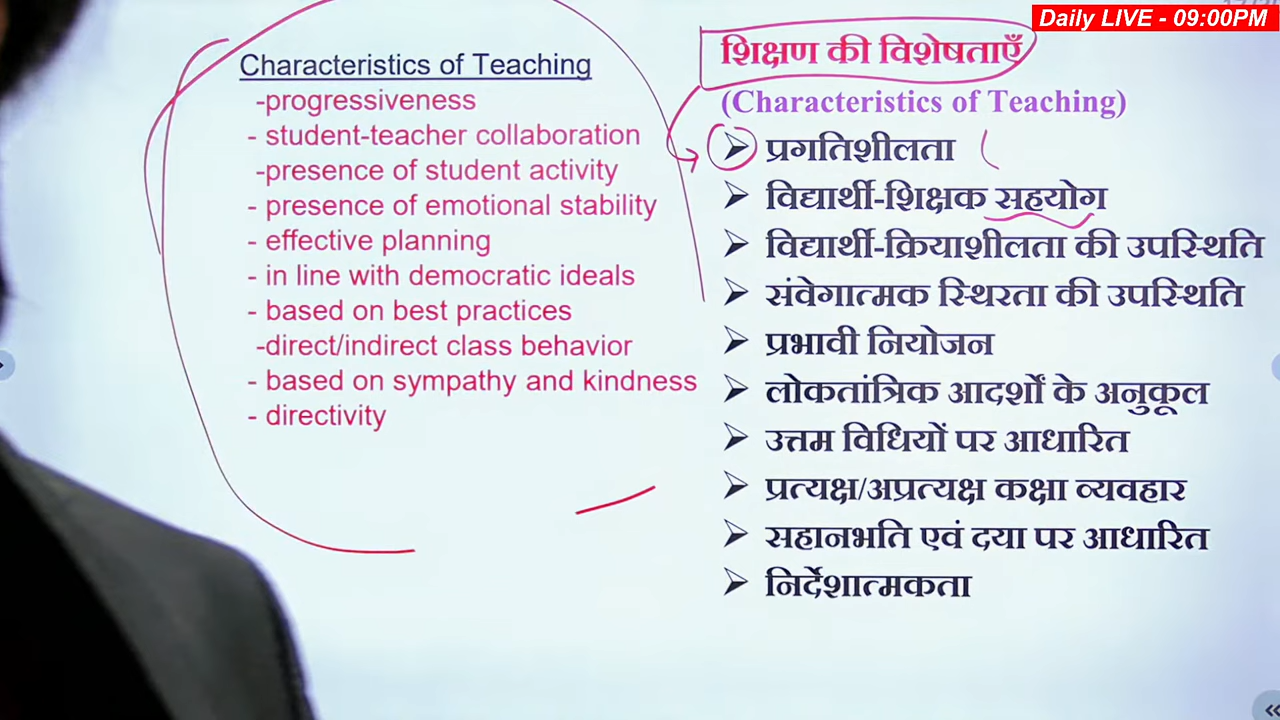 Daily LIVE - 09:00PM
Characteristics of Teaching
-progressiveness
- student-teacher collaboration
-presence of student activity
- presence of emotional stability
- effective planning
- in line with democratic ideals
- based on best practices
-direct/indirect class behavior
- based on sympathy and kindness
- directivity
शिक्षण की विशेषताएँ
(Characteristics of Teaching)
➢ प्रगतिशीलता
➢ विद्यार्थी-शिक्षक सहयोग
➢ विद्यार्थी-क्रियाशीलता की उपस्थिति
➢ संवेगात्मक स्थिरता की उपस्थिति
➢ प्रभावी नियोजन
➢ लोकतांत्रिक आदर्शों के अनुकूल
➢ उत्तम विधियों पर आधारित
➢ प्रत्यक्ष/अप्रत्यक्ष कक्षा व्यवहार
➢ सहानभति एवं दया पर आधारित
➢ निर्देशात्मकता